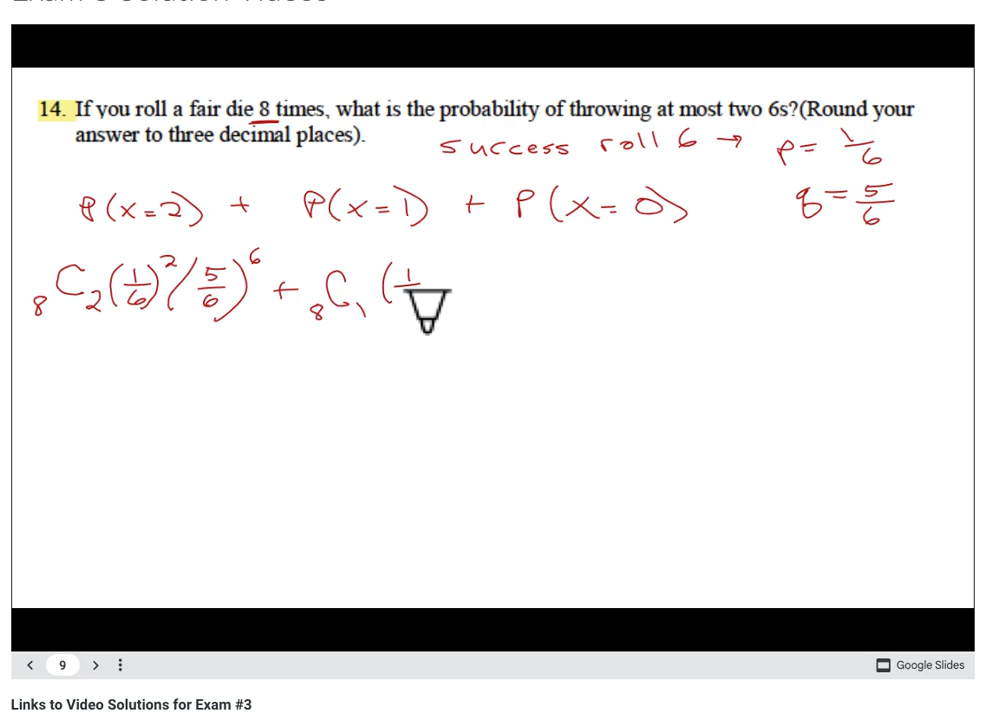 14. If you roll a fair die 8 times, what is the probability of throwing at most two 6s?(Round your
answer to three decimal places).
success roll 6 → p = 1/6
P(x=2) + P(x=1) + P(x=0) q = 5/6
₈C₂(1/6)²(5/6)⁶ + ₈C₁(1
9
Google Slides
Links to Video Solutions for Exam #3